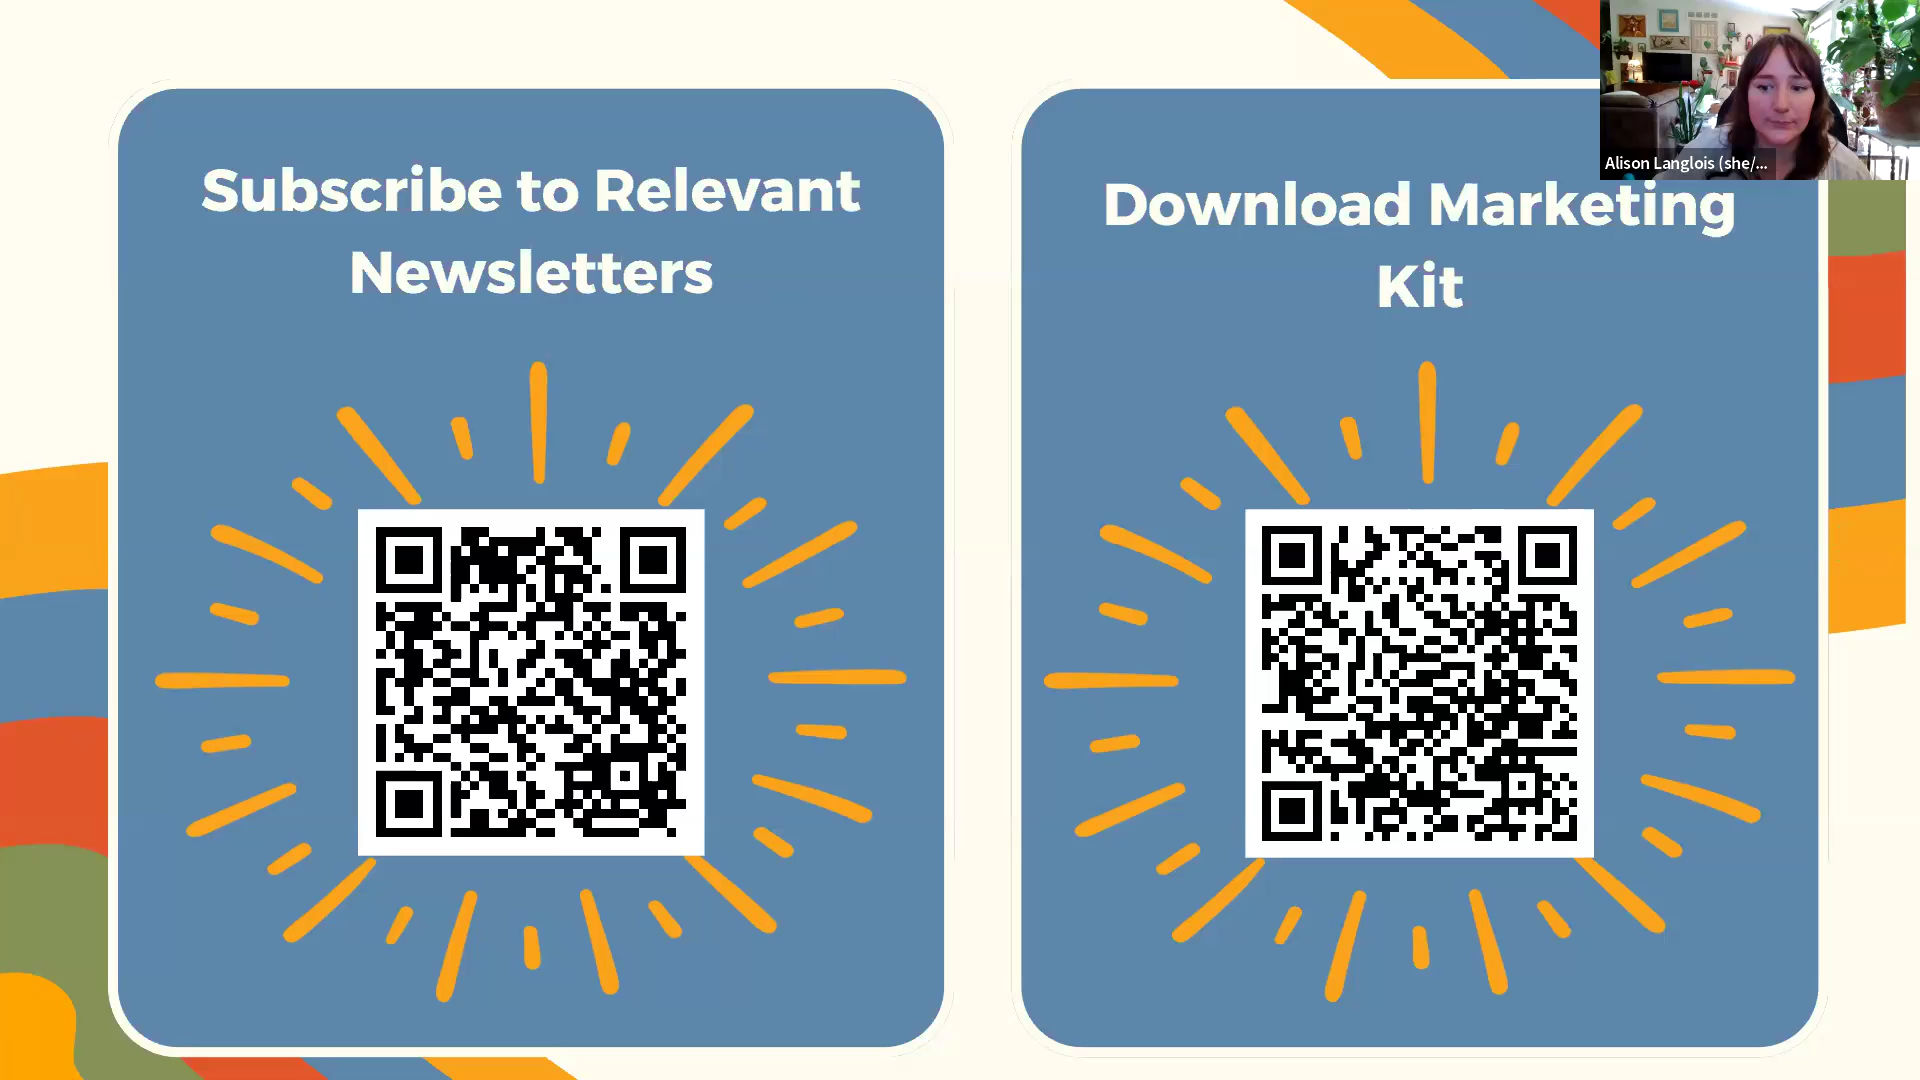 Subscribe to Relevant
Newsletters
Download Marketing
Kit
Alison Langlois (she/...